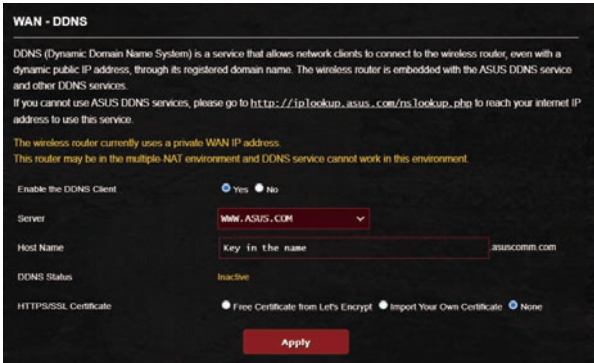 WAN - DDNS
DDNS (Dynamic Domain Name System) is a service that allows network clients to connect to the wireless router, even with a
dynamic public IP address, through its registered domain name. The wireless router is embedded with the ASUS DDNS service
and other DDNS services.
If you cannot use ASUS DDNS services, please go to http://iplookup.asus.com/nslookup.php to reach your internet IP
address to use this service.
The wireless router currently uses a private WAN IP address.
This router may be in the multiple-NAT environment and DDNS service cannot work in this environment.
Enable the DDNS Client Yes No
Server WWW.ASUS.COM
Host Name Key in the name .asuscomm.com
DDNS Status Inactive
HTTPS/SSL Certificate Free Certificate from Let's Encrypt Import Your Own Certificate None
Apply